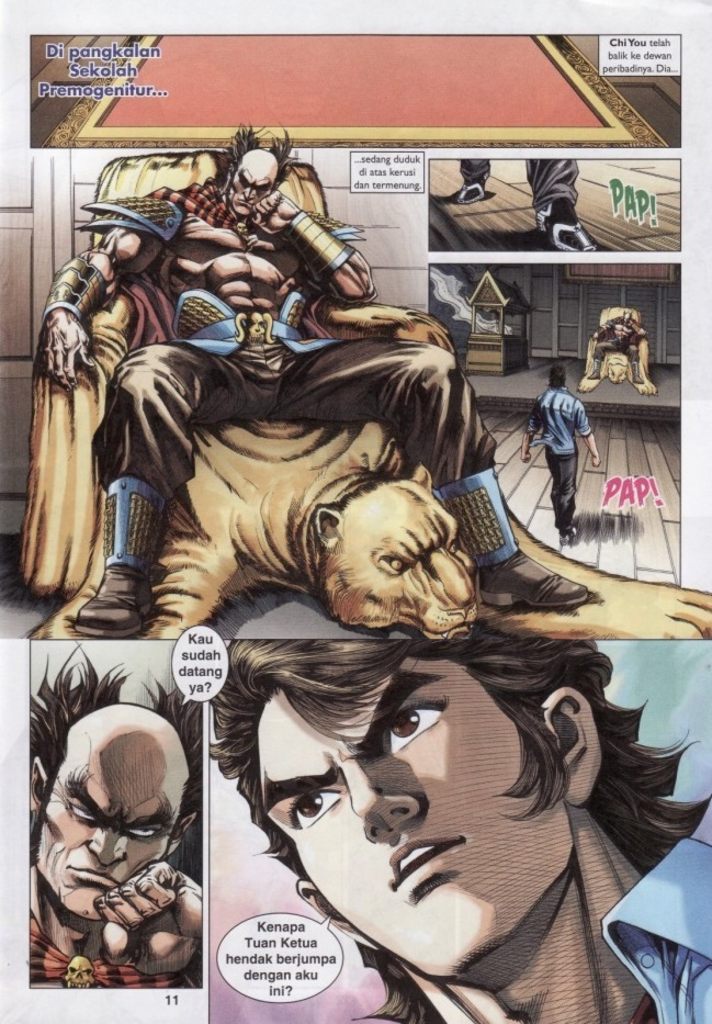 Di pangkalan
Sekolah
Premogenitur...
Chi You telah
balik ke dewan
peribadinya. Dia...
...sedang duduk
di atas kerusi
dan termenung.
PAP!
PAP!
Kau
sudah
datang
ya?
Kenapa
Tuan Ketua
hendak berjumpa
dengan aku
ini?
11